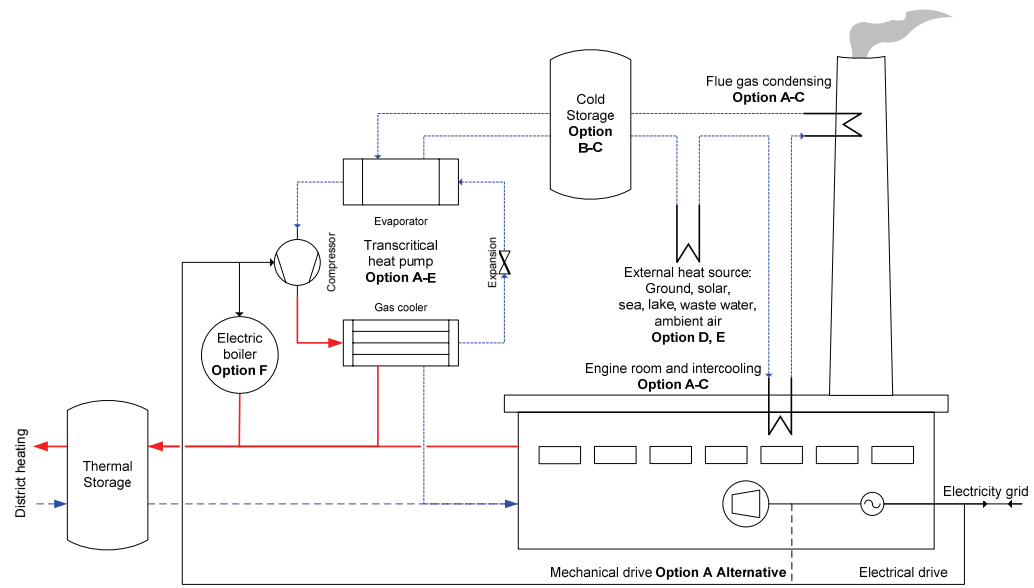 Flue gas condensing
Option A-C
Cold
Storage
Option
B-C
Evaporator
Compressor
Transcritical
heat pump
Option A-E
Expansion
Gas cooler
External heat source:
Ground, solar,
sea, lake, waste water,
ambient air
Option D, E
Electric
boiler
Option F
Engine room and intercooling
Option A-C
District heating
Thermal
Storage
Electricity grid
Mechanical drive Option A Alternative
Electrical drive